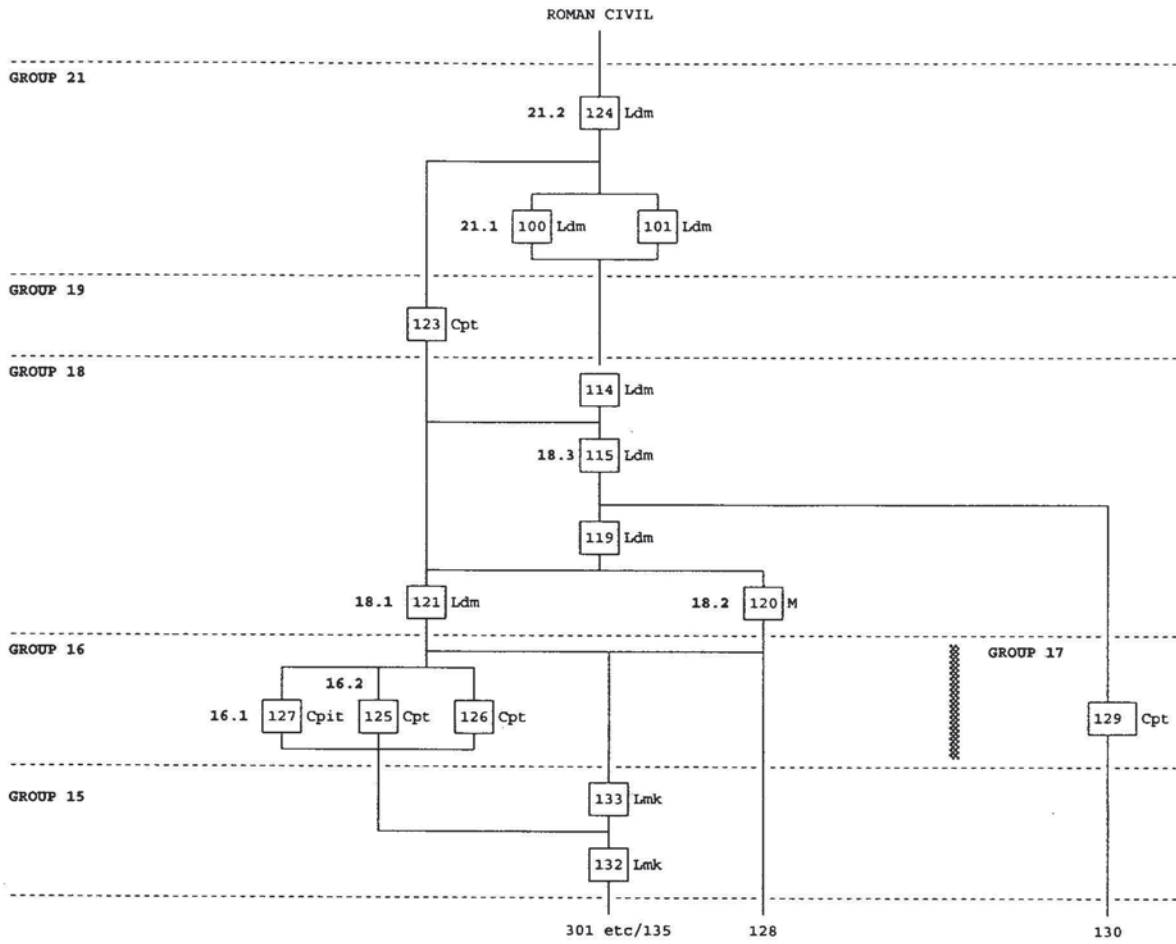 ROMAN CIVIL
GROUP 21
21.2 124 Ldm
21.1 100 Ldm 101 Ldm
GROUP 19
123 Cpt
GROUP 18
114 Ldm
18.3 115 Ldm
119 Ldm
18.1 121 Ldm 18.2 120 M
GROUP 16 GROUP 17
16.2
16.1 127 Cpit 125 Cpt 126 Cpt 129 Cpt
GROUP 15
133 Lmk
132 Lmk
301 etc/135 128 130